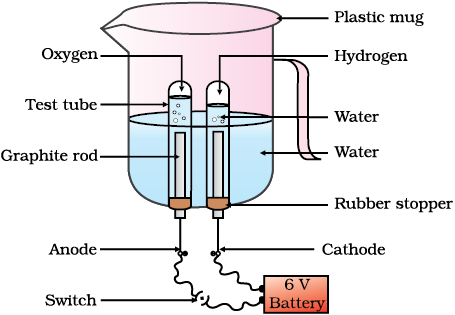 Plastic mug
Oxygen
Hydrogen
Test tube
Water
Graphite rod
Water
Rubber stopper
Anode
Cathode
Switch
6 V
Battery